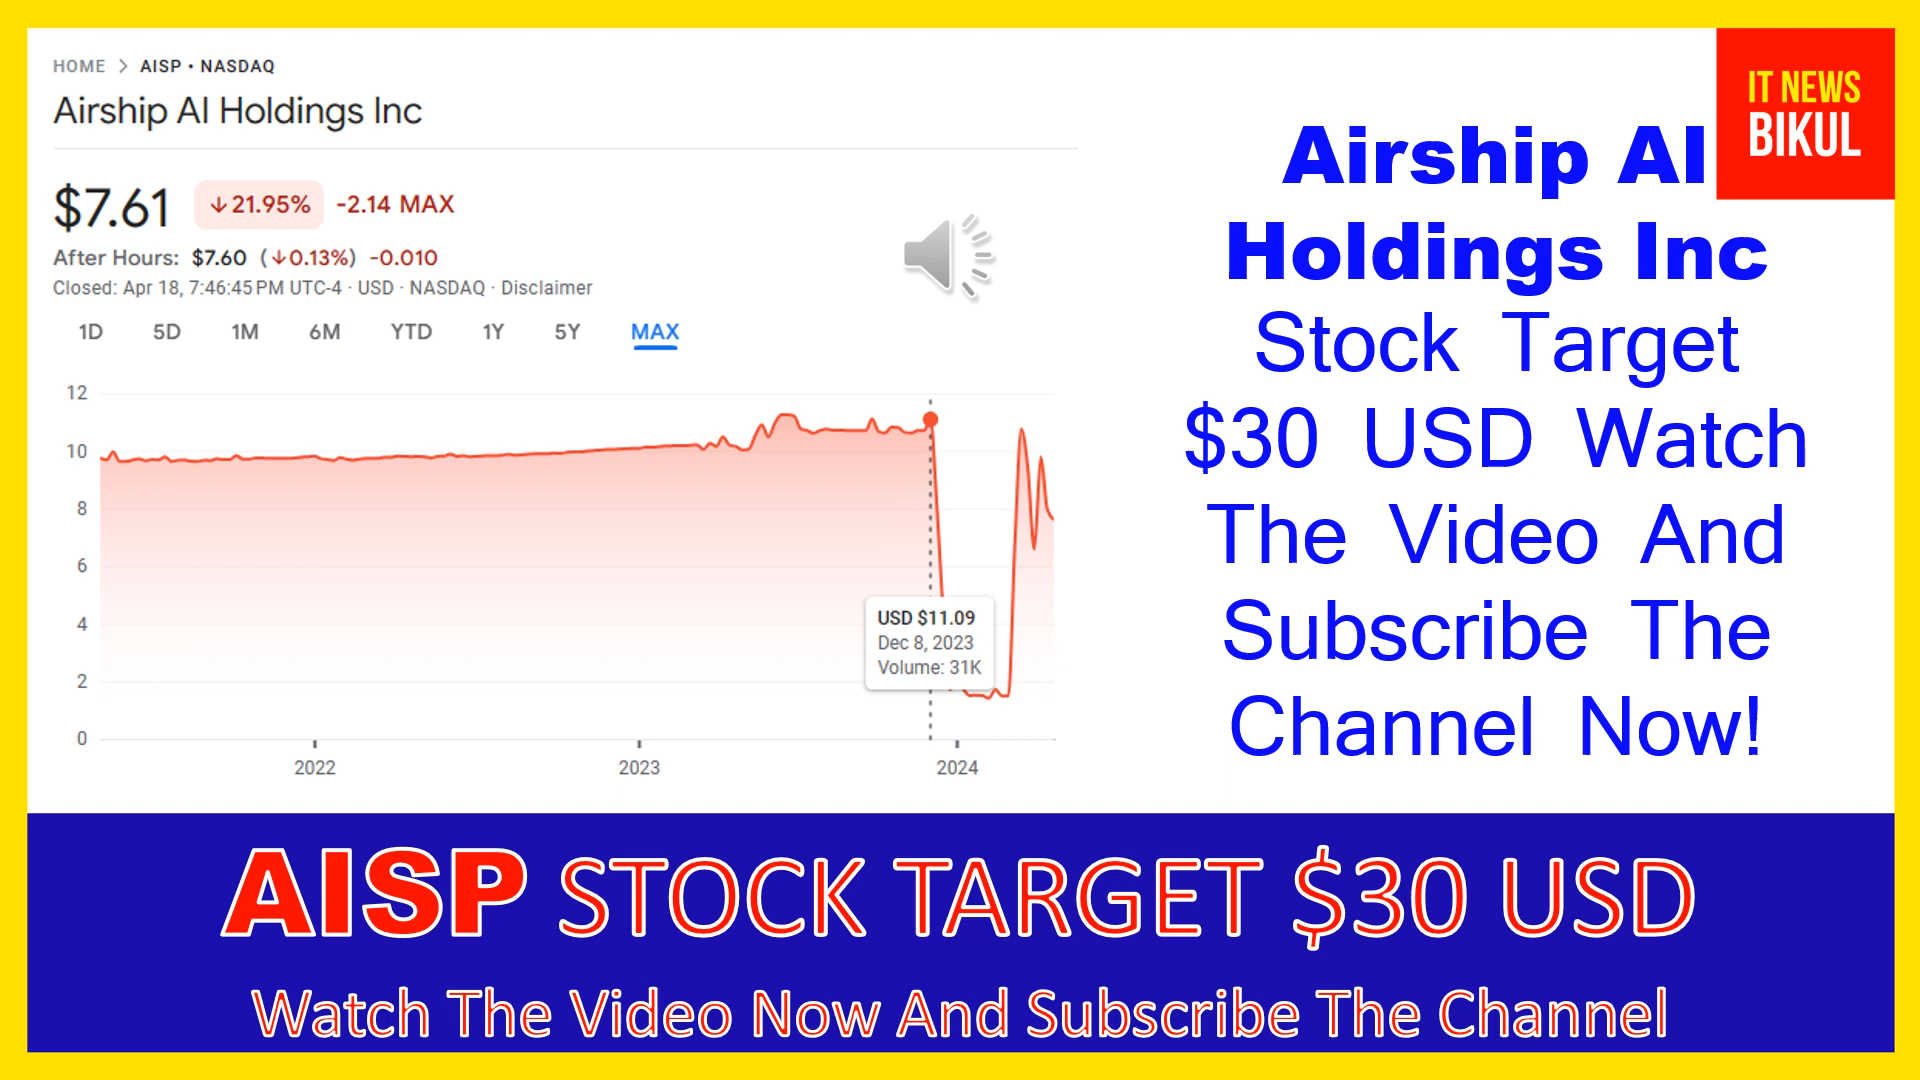 HOME > AISP • NASDAQ
Airship AI Holdings Inc
$7.61 ↓21.95% -2.14 MAX
After Hours: $7.60 (↓0.13%) -0.010
Closed: Apr 18, 7:46:45 PM UTC-4 · USD · NASDAQ · Disclaimer
1D 5D 1M 6M YTD 1Y 5Y MAX
12
10
8
6
4
2
0
USD $11.09
Dec 8, 2023
Volume: 31K
2022 2023 2024
IT NEWS
BIKUL
Airship AI
Holdings Inc
Stock Target
$30 USD Watch
The Video And
Subscribe The
Channel Now!
AISP STOCK TARGET $30 USD
Watch The Video Now And Subscribe The Channel